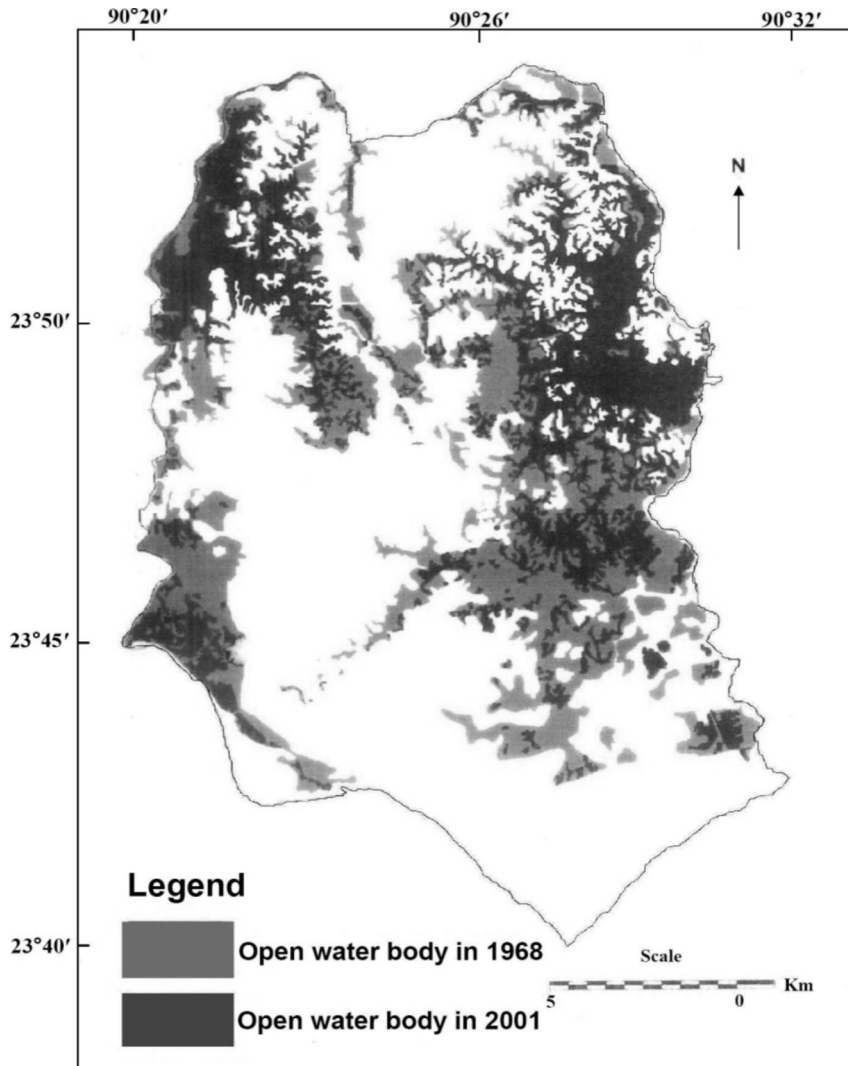 90°20′ 90°26′ 90°32′
N
23°50′
23°45′
Legend
Open water body in 1968
Open water body in 2001
23°40′
Scale
Km
5 0